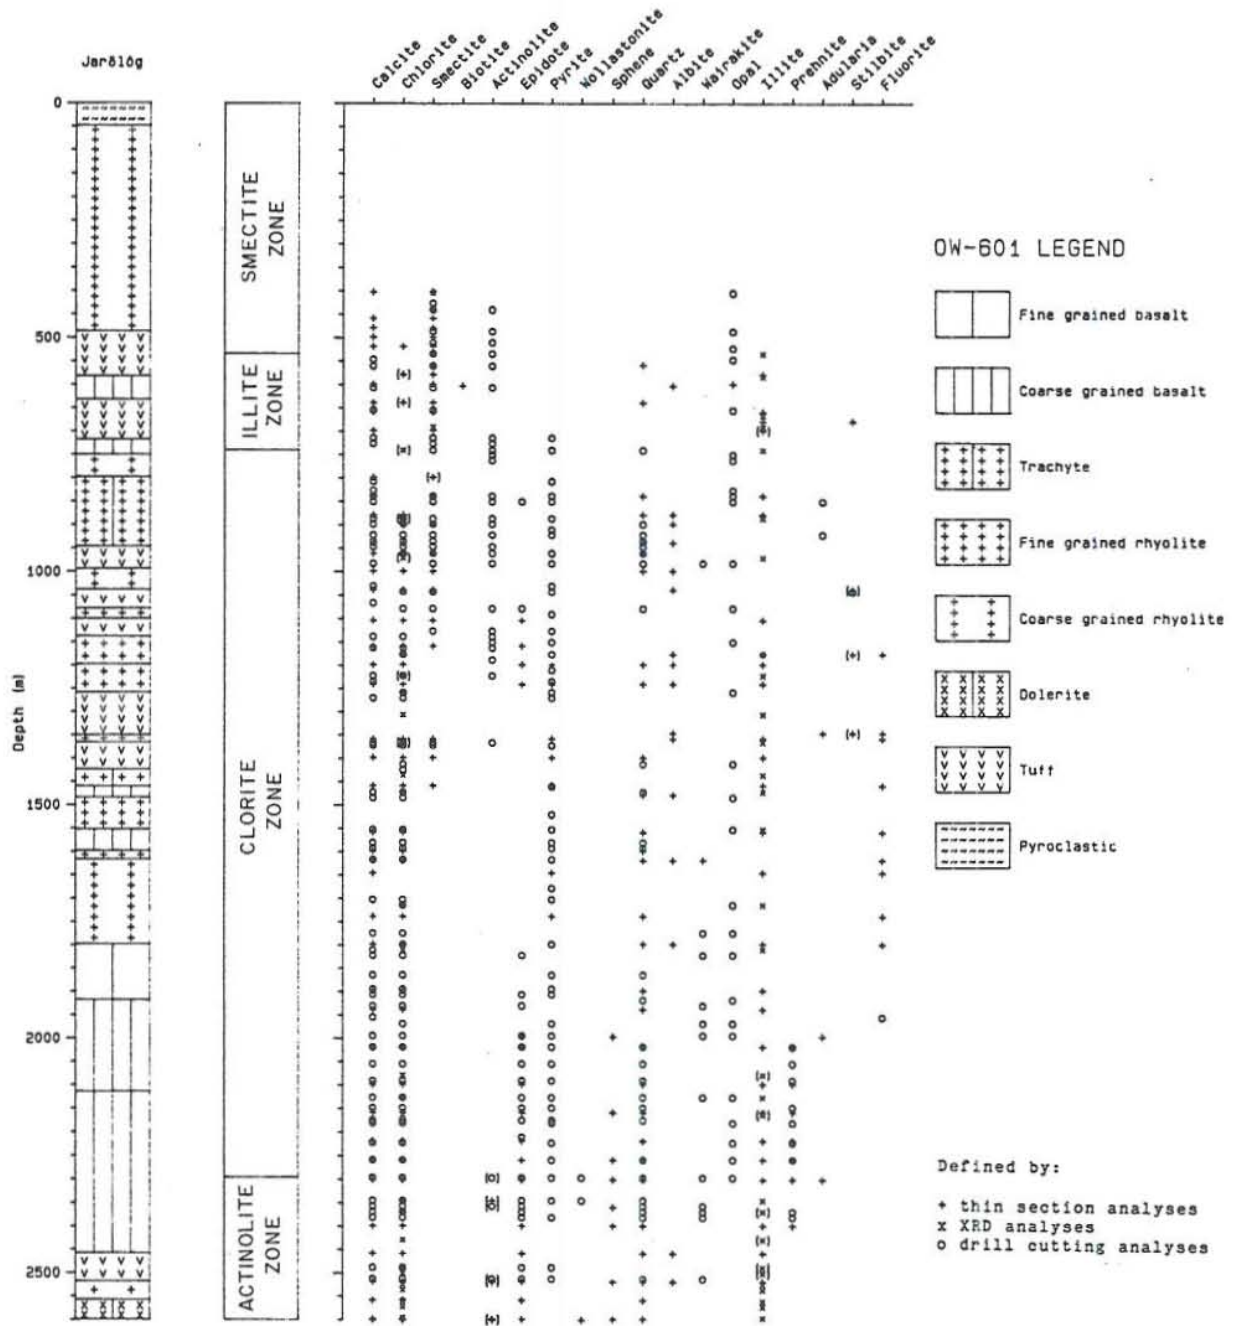 Jarðlög
Calcite
Chlorite
Smectite
Biotite
Actinolite
Epidote
Pyrite
Wollastonite
Sphene
Quartz
Albite
Wairakite
Opal
Illite
Prehnite
Adularia
Stilbite
Fluorite
0
500
1000
1500
2000
2500
Depth (m)
SMECTITE
ZONE
ILLITE
ZONE
CLORITE
ZONE
ACTINOLITE
ZONE
OW-601 LEGEND
Fine grained basalt
Coarse grained basalt
Trachyte
Fine grained rhyolite
Coarse grained rhyolite
Dolerite
Tuff
Pyroclastic
Defined by:
+ thin section analyses
x XRD analyses
o drill cutting analyses